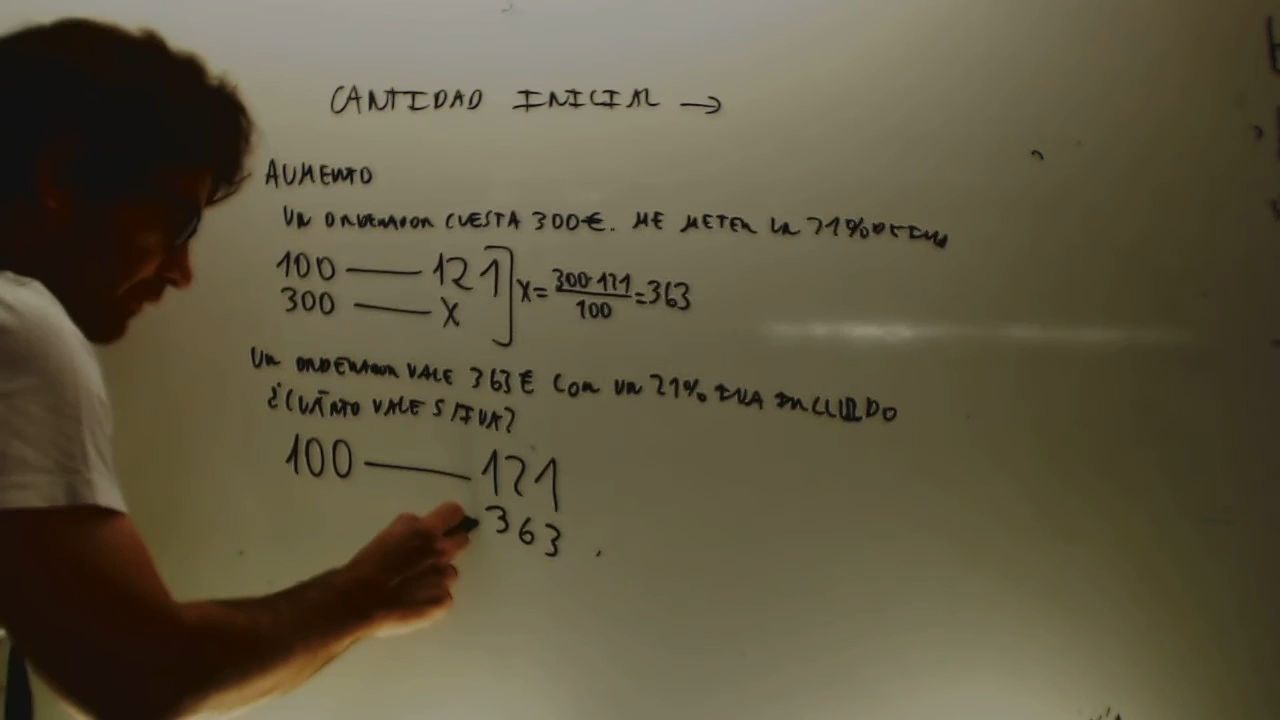 CANTIDAD INICIAL →
AUMENTO
UN ORDENADOR CUESTA 300€. ME METEN UN 21% DE IVA
100 — 121
300 — X
X = 300·121 / 100 = 363
UN ORDENADOR VALE 363€ CON UN 21% IVA INCLUIDO
¿CUÁNTO VALE S/IVA?
100 — 121
363